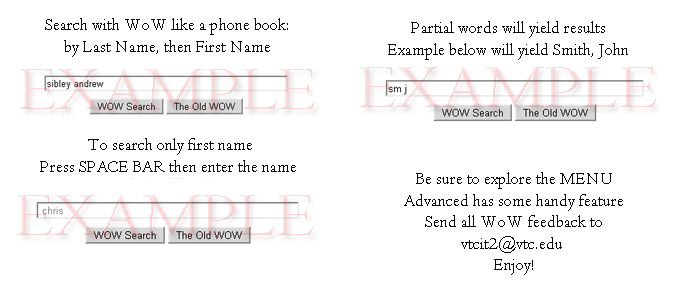 Search with WoW like a phone book:
by Last Name, then First Name
EXAMPLE
sibley andrew
WOW Search The Old WOW
To search only first name
Press SPACE BAR then enter the name
EXAMPLE
chris
WOW Search The Old WOW
Partial words will yield results
Example below will yield Smith, John
EXAMPLE
sm j
WOW Search The Old WOW
Be sure to explore the MENU
Advanced has some handy feature
Send all WoW feedback to
vtcit2@vtc.edu
Enjoy!